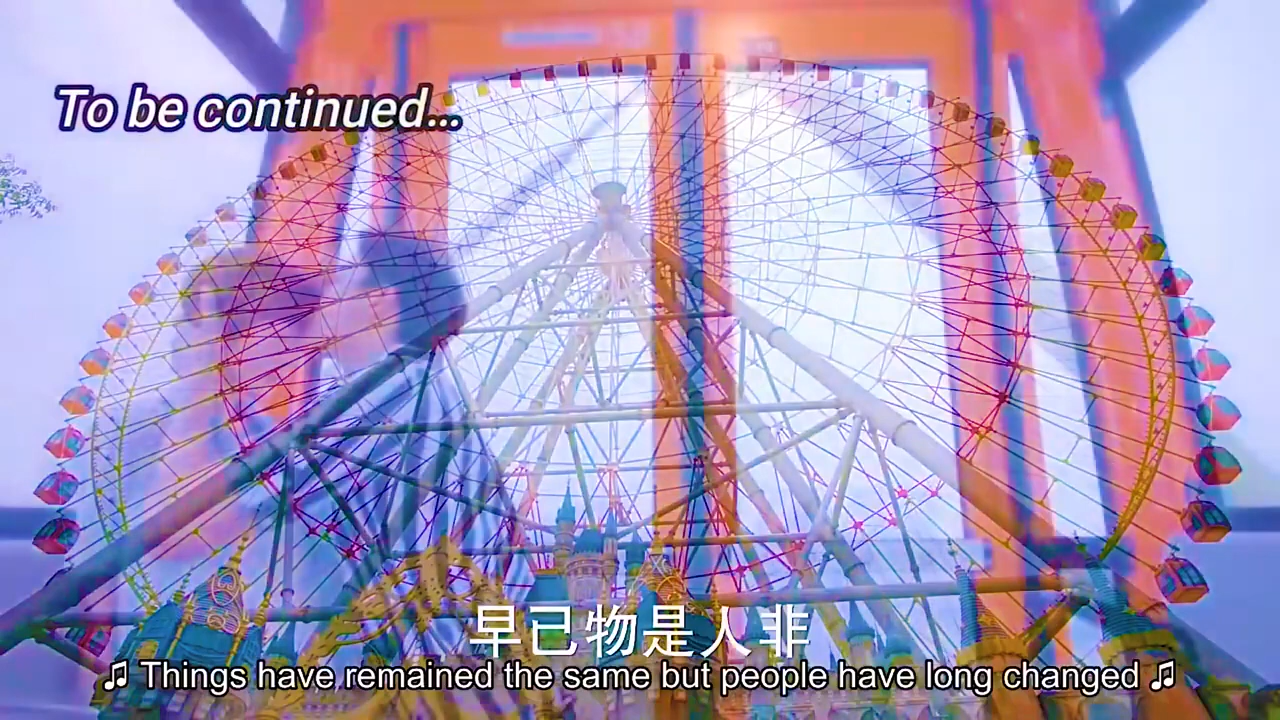 To be continued...
早已物是人非
♫ Things have remained the same but people have long changed ♫